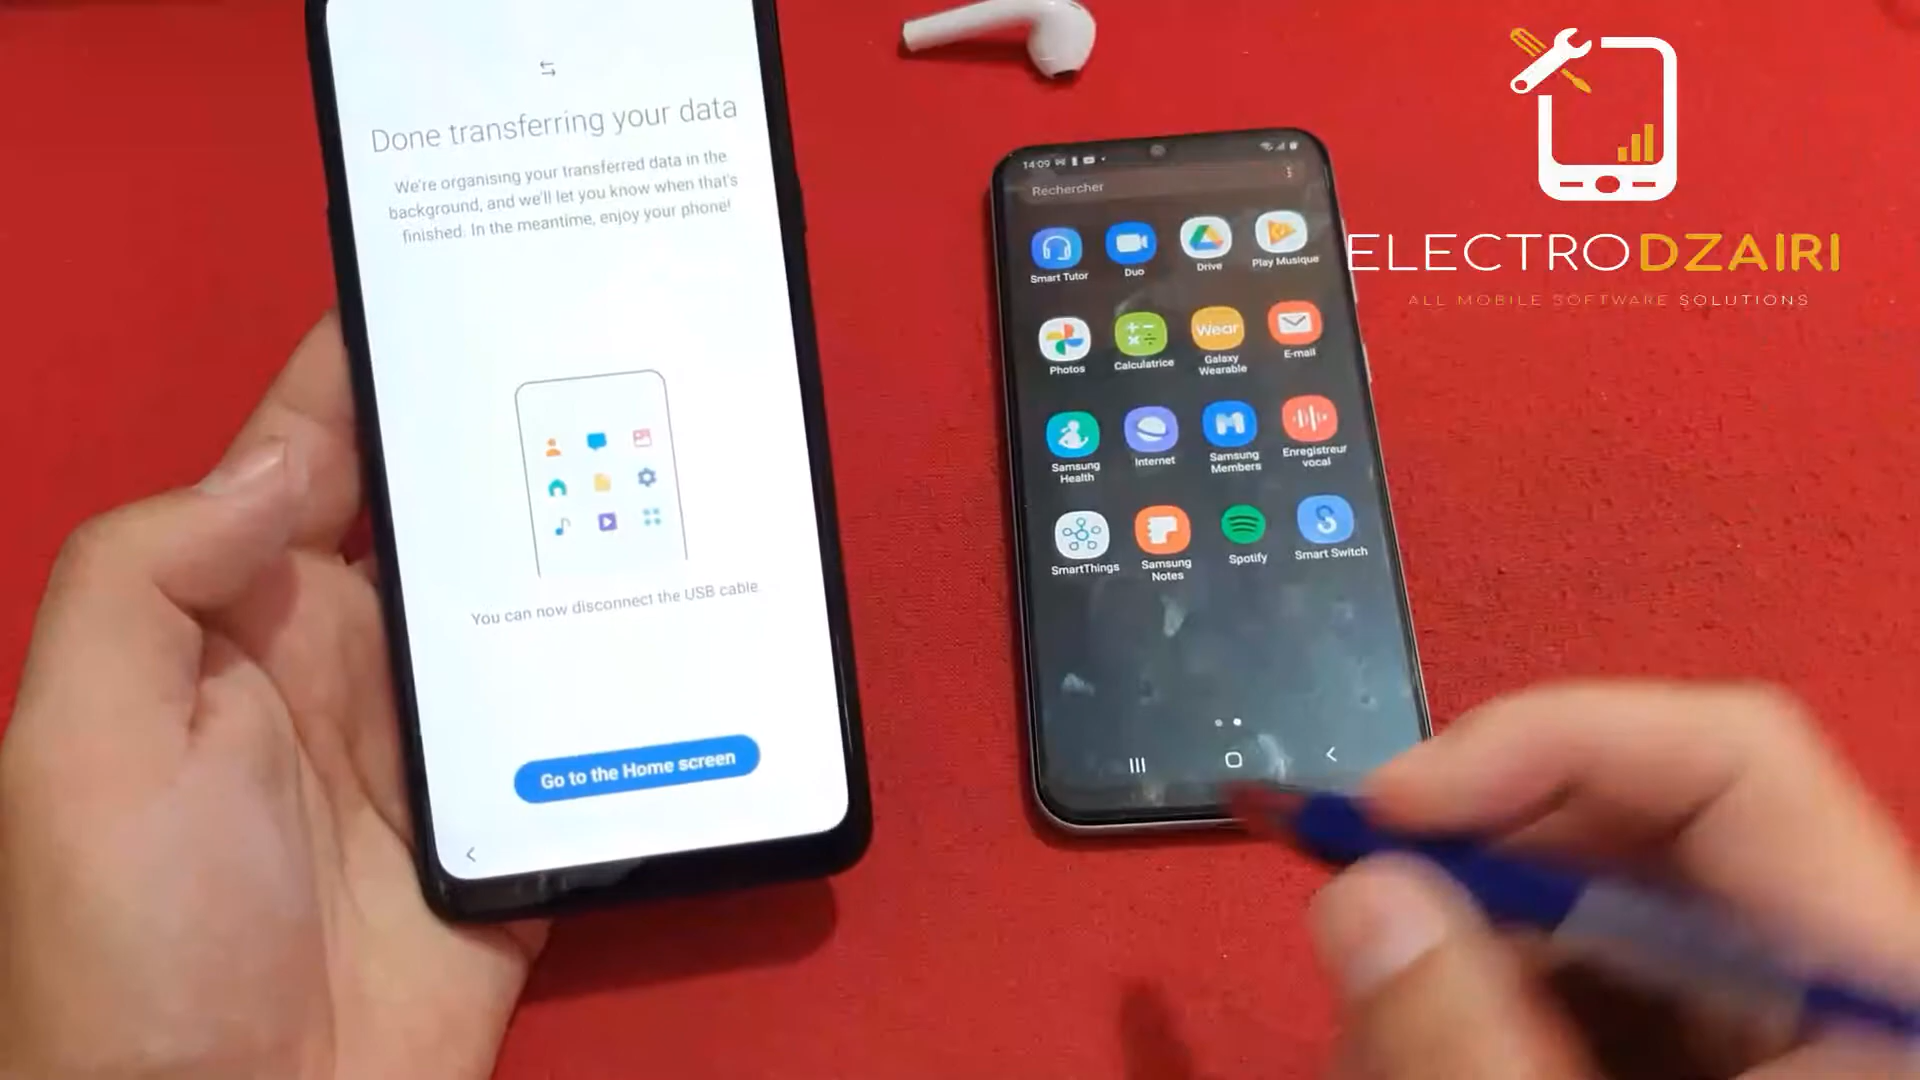 Done transferring your data
We're organising your transferred data in the
background, and we'll let you know when that's
finished. In the meantime, enjoy your phone!
You can now disconnect the USB cable.
Go to the Home screen
14:09
Rechercher
Smart Tutor
Duo
Drive
Play Musique
Photos
Calculatrice
Wear
Galaxy
Wearable
E-mail
Samsung
Health
Internet
Samsung
Members
Enregistreur
vocal
SmartThings
Samsung
Notes
Spotify
Smart Switch
ELECTRODZAIRI
ALL MOBILE SOFTWARE SOLUTIONS